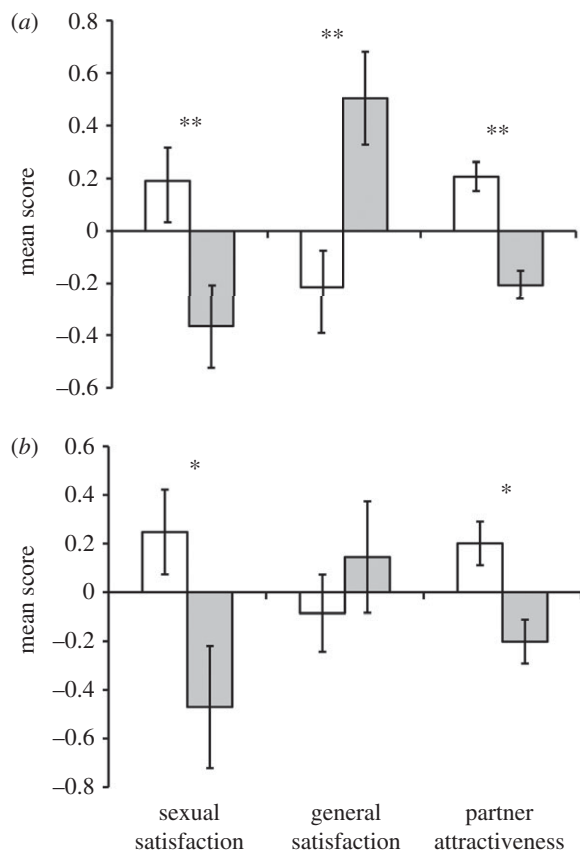 (a)
0.8
0.6
**
**
**
0.4
0.2
0
−0.2
−0.4
−0.6
mean score
(b)
0.6
*
*
0.4
0.2
0
−0.2
−0.4
−0.6
−0.8
mean score
sexual
satisfaction
general
satisfaction
partner
attractiveness